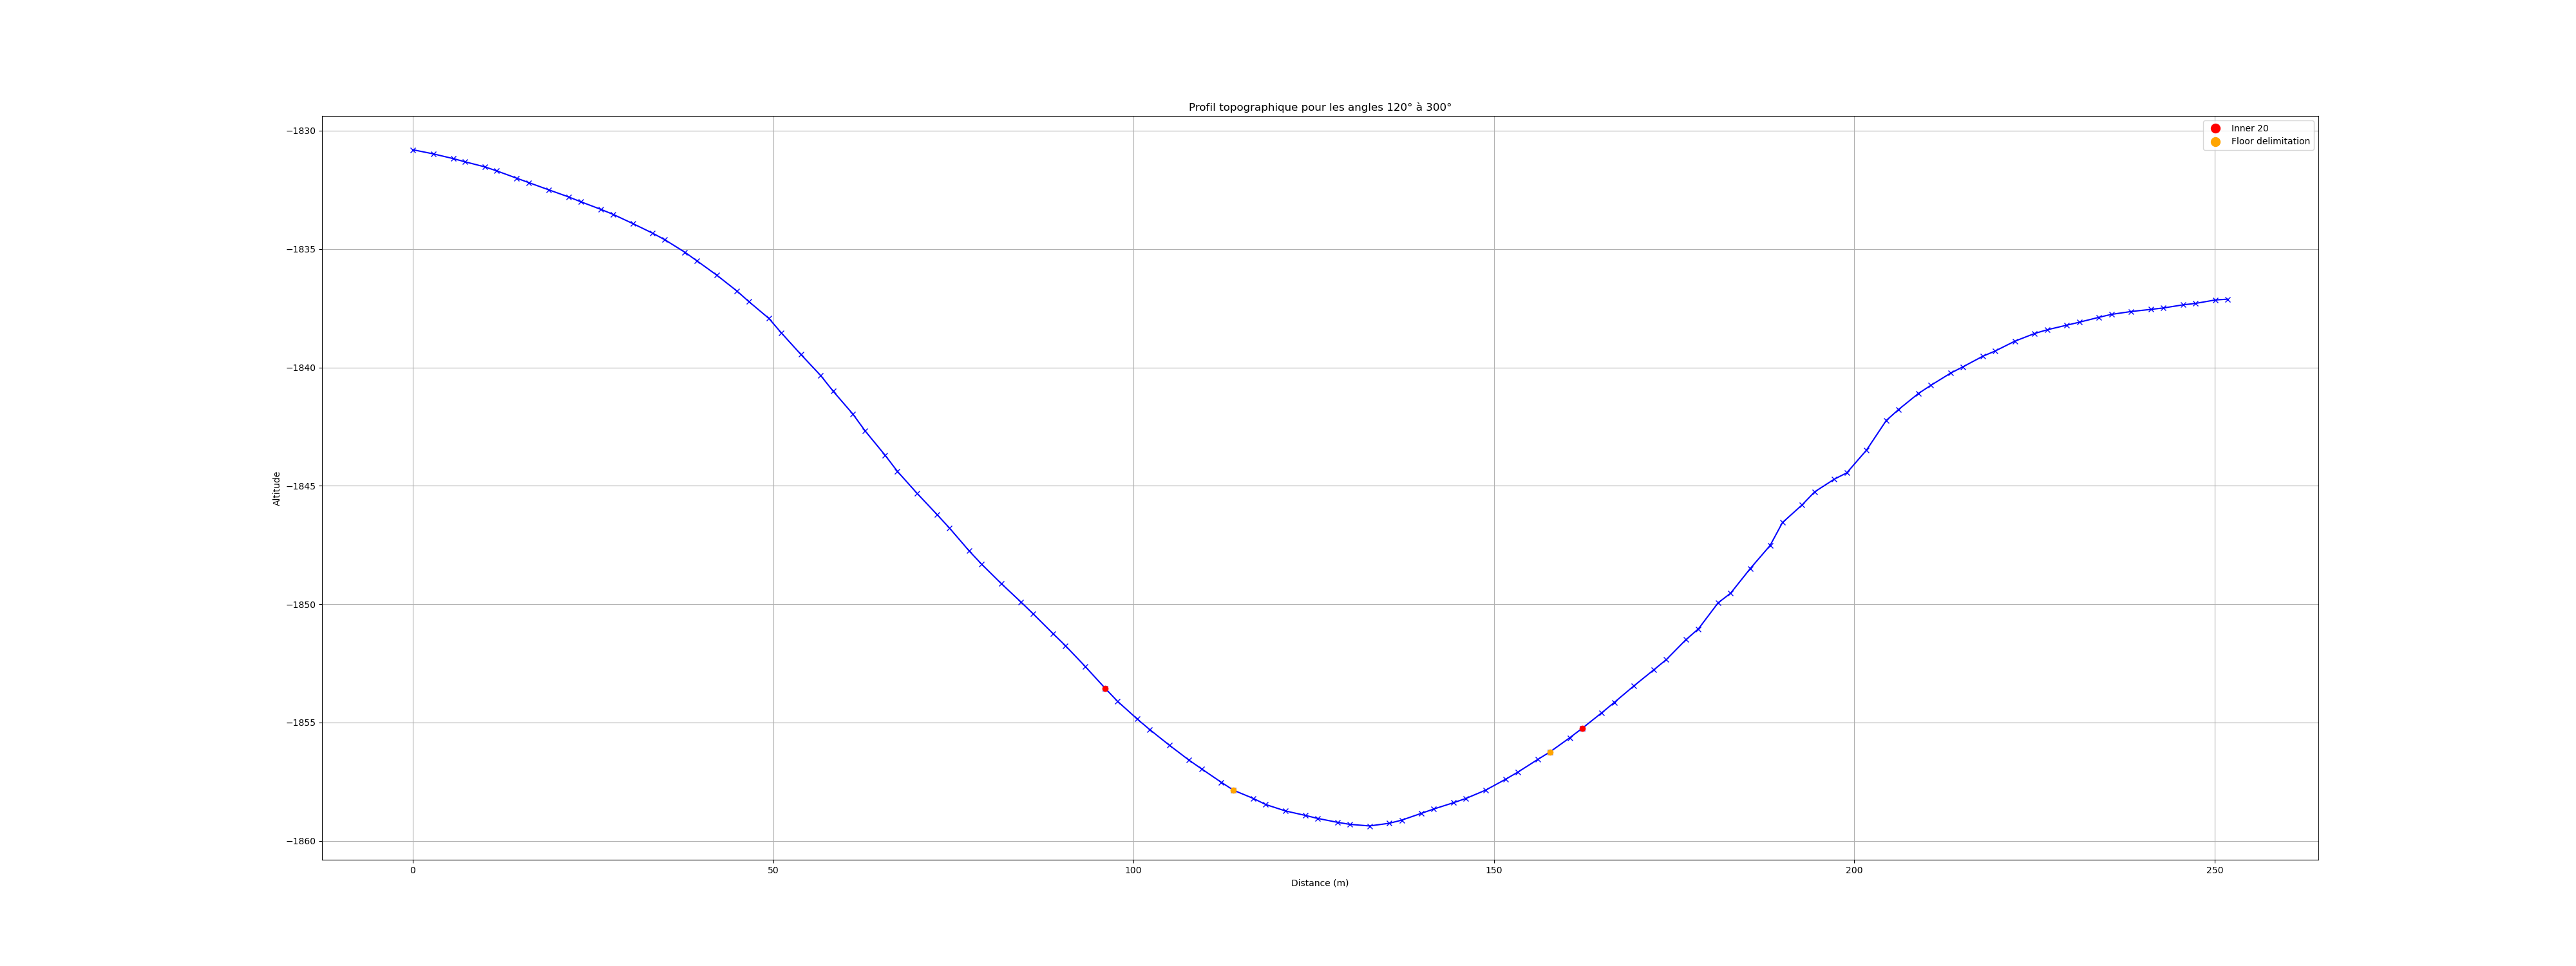 Profil topographique pour les angles 120° à 300°
Inner 20
Floor delimitation
Altitude
−1830
−1835
−1840
−1845
−1850
−1855
−1860
0
50
100
150
200
250
Distance (m)